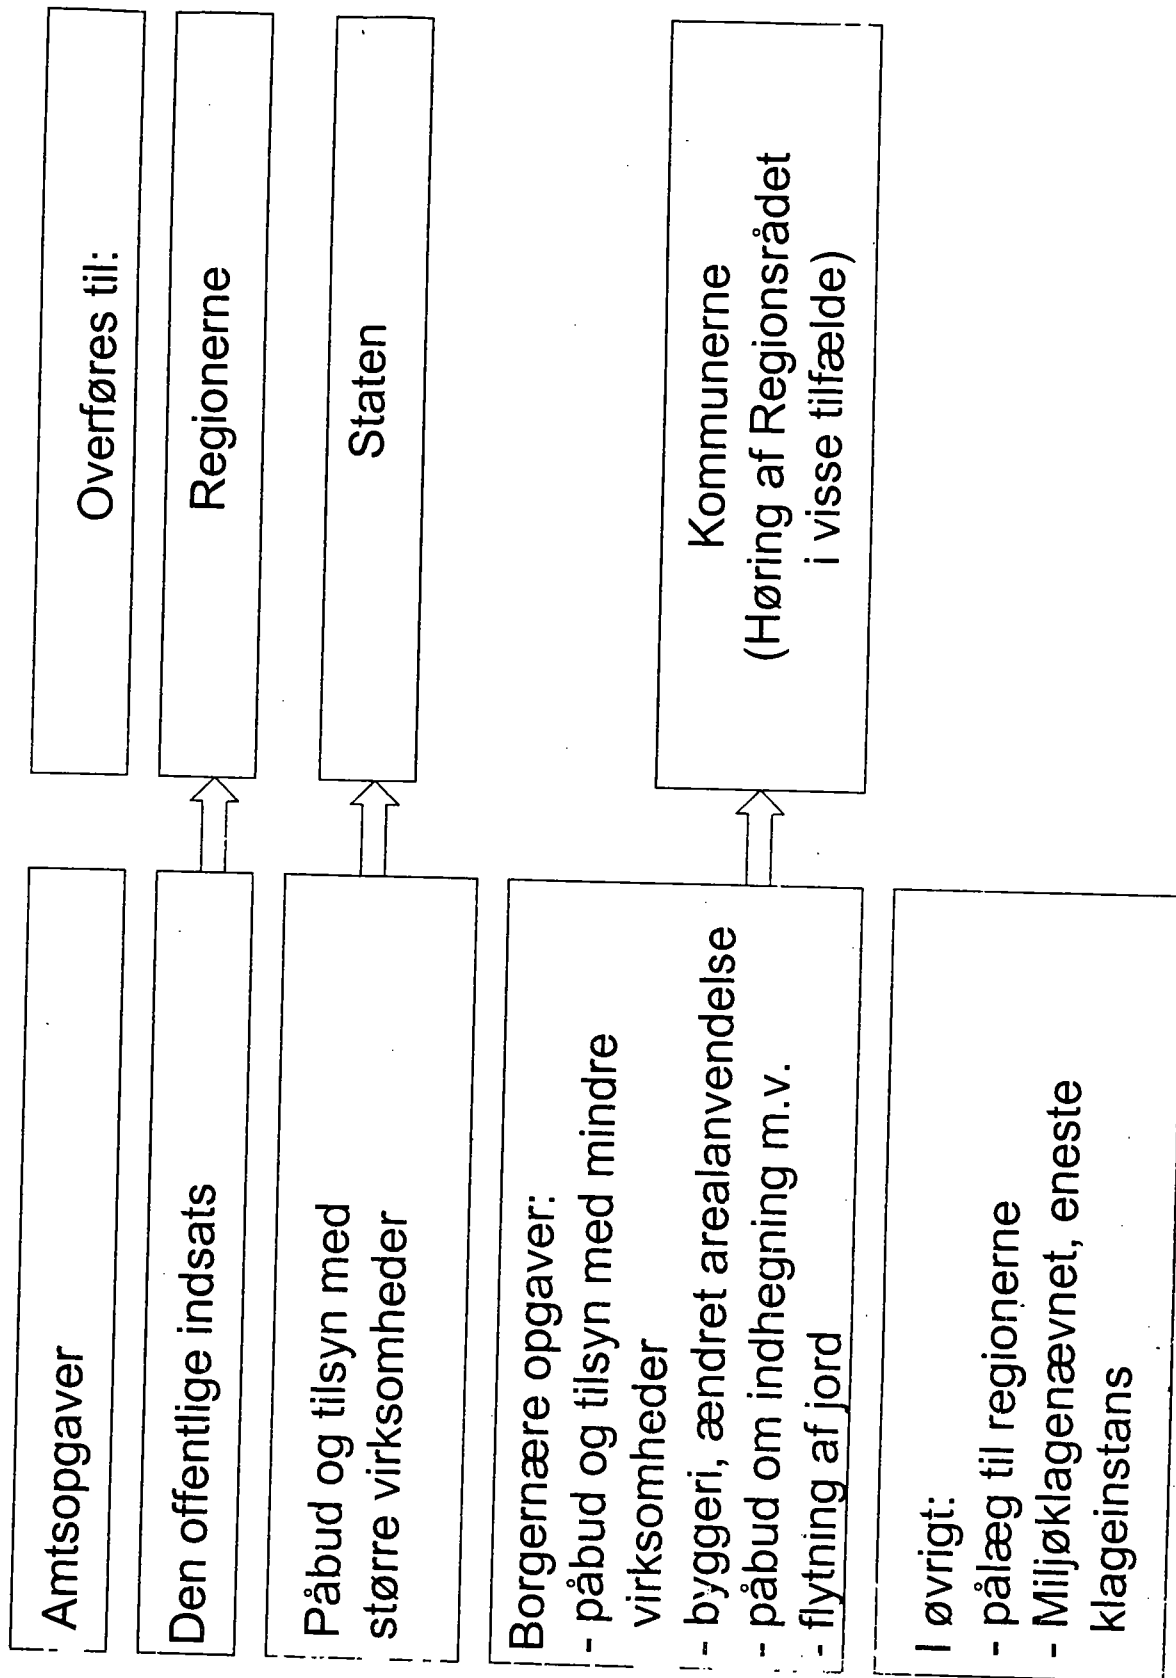 Amtsopgaver
Overføres til:
Den offentlige indsats
Regionerne
Påbud og tilsyn med
større virksomheder
Staten
Borgernære opgaver:
- påbud og tilsyn med mindre
virksomheder
- byggeri, ændret arealanvendelse
- påbud om indhegning m.v.
- flytning af jord
Kommunerne
(Høring af Regionsrådet
i visse tilfælde)
I øvrigt:
- pålæg til regionerne
- Miljøklagenævnet, eneste
klageinstans